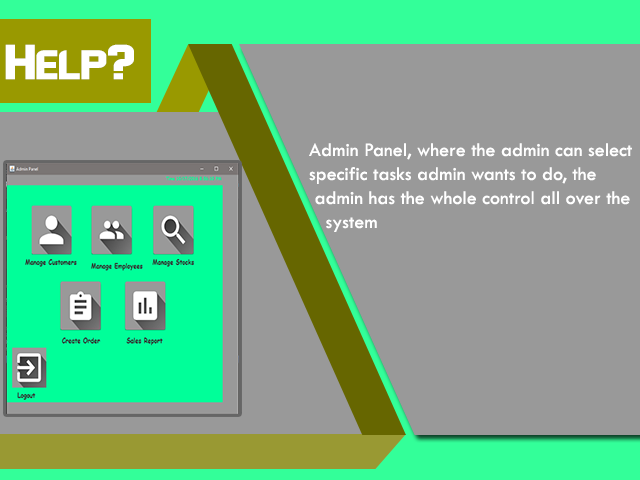 HELP?
Admin Panel, where the admin can select
specific tasks admin wants to do, the
admin has the whole control all over the
system
Admin Panel
Manage Customers
Manage Employees
Manage Stocks
Create Order
Sales Report
Logout